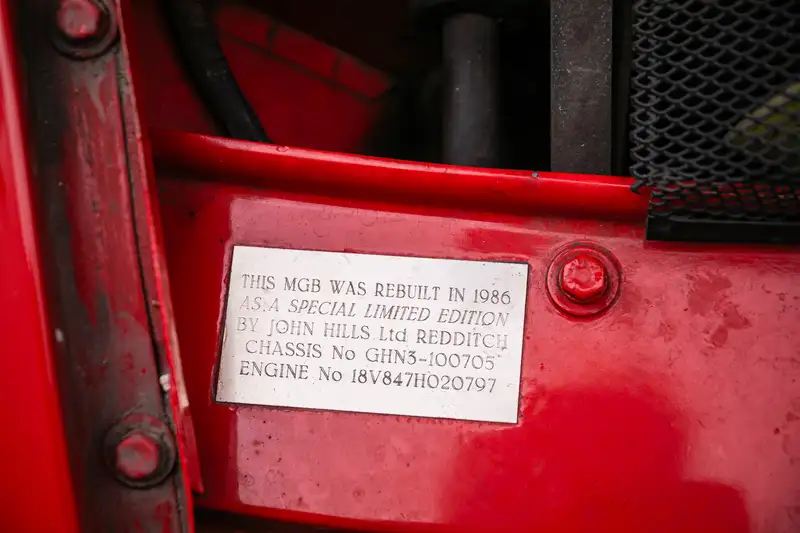 THIS MGB WAS REBUILT IN 1986
AS A SPECIAL LIMITED EDITION
BY JOHN HILLS Ltd REDDITCH
CHASSIS No GHN3-100705
ENGINE No 18V847H020797